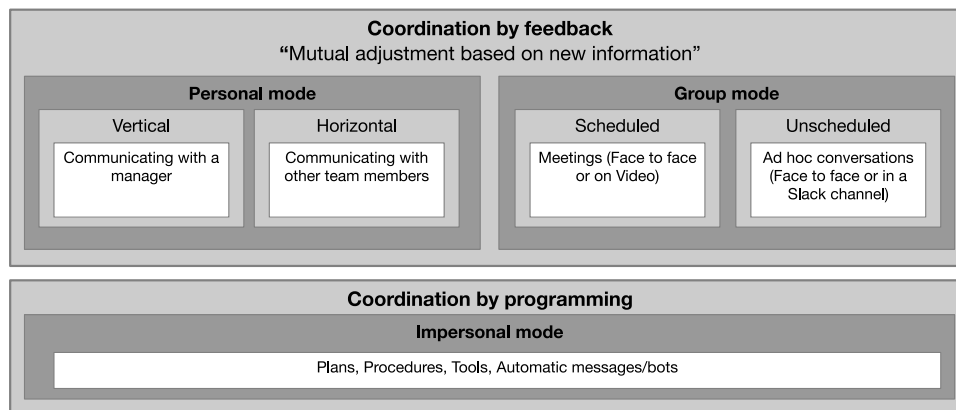 Coordination by feedback
“Mutual adjustment based on new information”
Personal mode
Vertical
Communicating with a
manager
Horizontal
Communicating with
other team members
Group mode
Scheduled
Meetings (Face to face
or on Video)
Unscheduled
Ad hoc conversations
(Face to face or in a
Slack channel)
Coordination by programming
Impersonal mode
Plans, Procedures, Tools, Automatic messages/bots